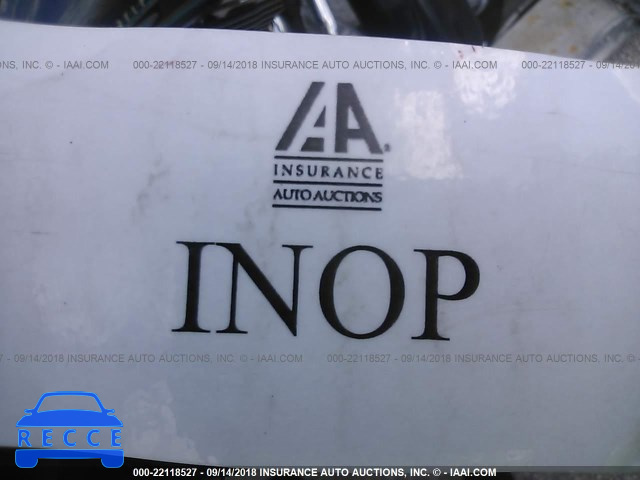 INC. © - IAAI.COM 000-22118527 - 09/14/2018 INSURANCE AUTO AUCTIONS, INC. © - IAAI.COM 000-22118527 - 09/14/2018
IAA®
INSURANCE
AUTO AUCTIONS
INOP
09/14/2018 INSURANCE AUTO AUCTIONS, INC. © - IAAI.COM 000-22118527 - 09/14/2018 INSURANCE AUTO AUCTIONS, INC.
RECCE
000-22118527 - 09/14/2018 INSURANCE AUTO AUCTIONS, INC. © - IAAI.COM